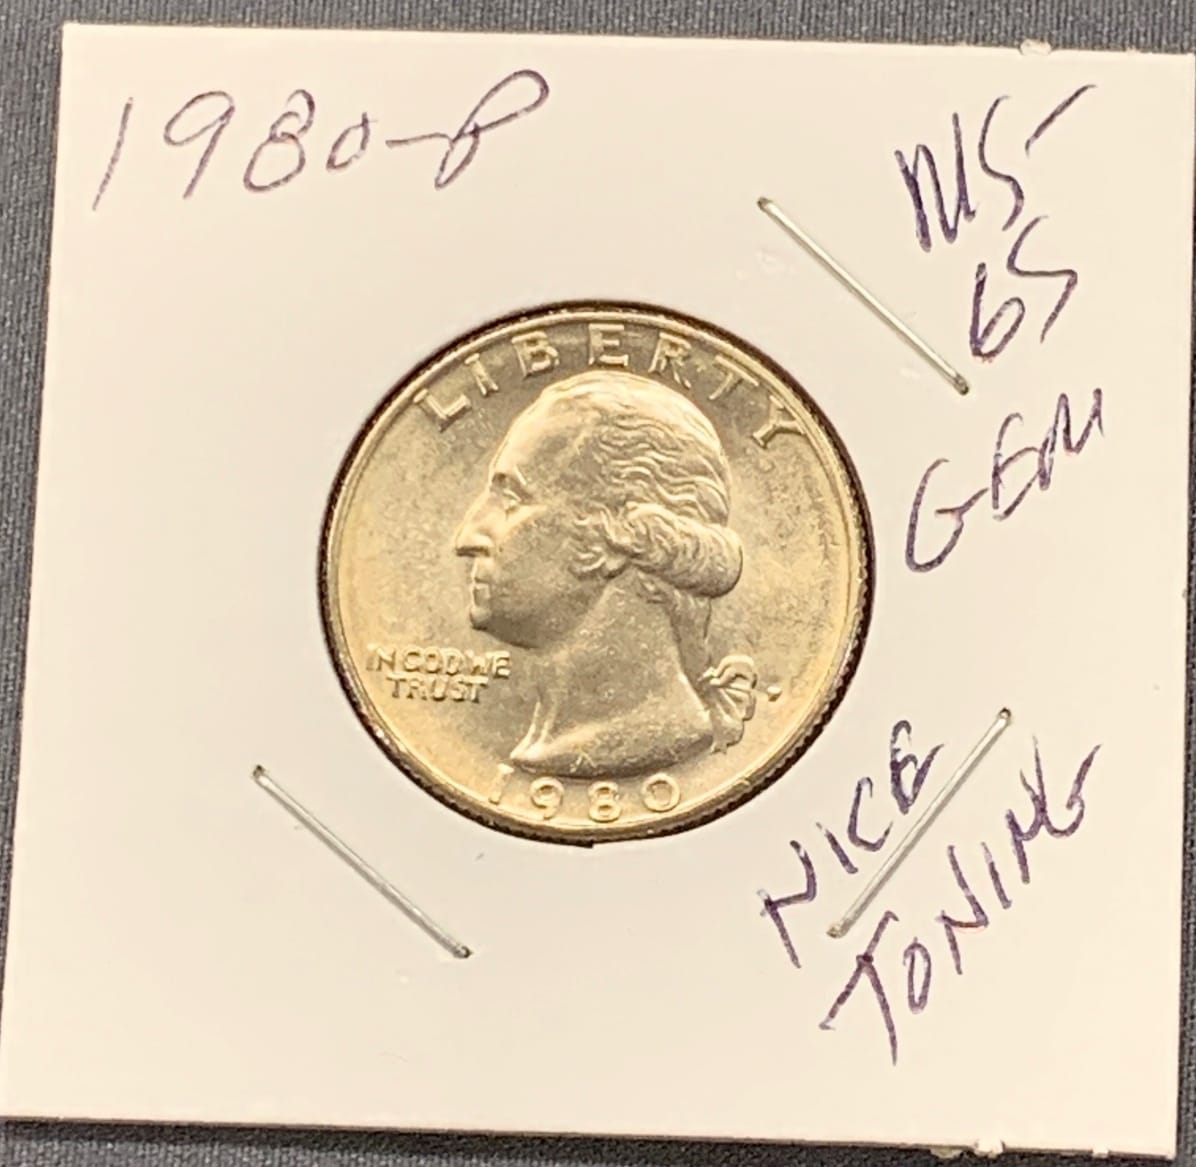 1980-P
MS-
65
GEM
LIBERTY
IN GOD WE
TRUST
1980
NICE
TONING